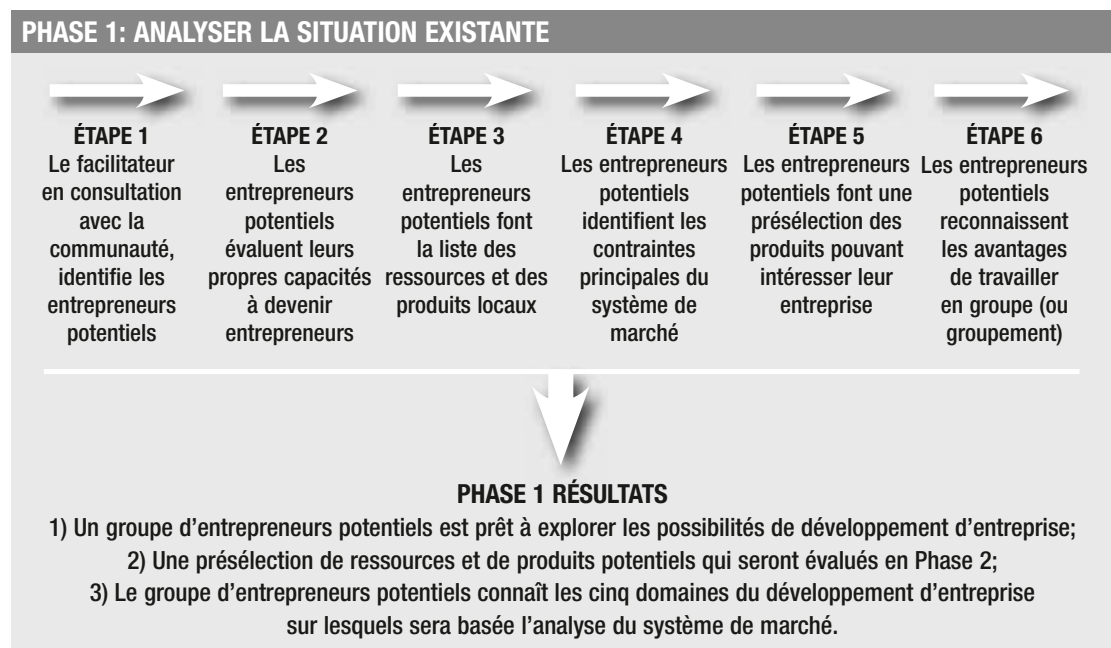 PHASE 1: ANALYSER LA SITUATION EXISTANTE
ÉTAPE 1
Le facilitateur
en consultation
avec la
communauté,
identifie les
entrepreneurs
potentiels
ÉTAPE 2
Les
entrepreneurs
potentiels
évaluent leurs
propres capacités
à devenir
entrepreneurs
ÉTAPE 3
Les
entrepreneurs
potentiels font
la liste des
ressources et des
produits locaux
ÉTAPE 4
Les entrepreneurs
potentiels
identifient les
contraintes
principales du
système de
marché
ÉTAPE 5
Les entrepreneurs
potentiels font une
présélection des
produits pouvant
intéresser leur
entreprise
ÉTAPE 6
Les entrepreneurs
potentiels
reconnaissent
les avantages
de travailler
en groupe (ou
groupement)
PHASE 1 RÉSULTATS
1) Un groupe d’entrepreneurs potentiels est prêt à explorer les possibilités de développement d’entreprise;
2) Une présélection de ressources et de produits potentiels qui seront évalués en Phase 2;
3) Le groupe d’entrepreneurs potentiels connaît les cinq domaines du développement d’entreprise
sur lesquels sera basée l’analyse du système de marché.